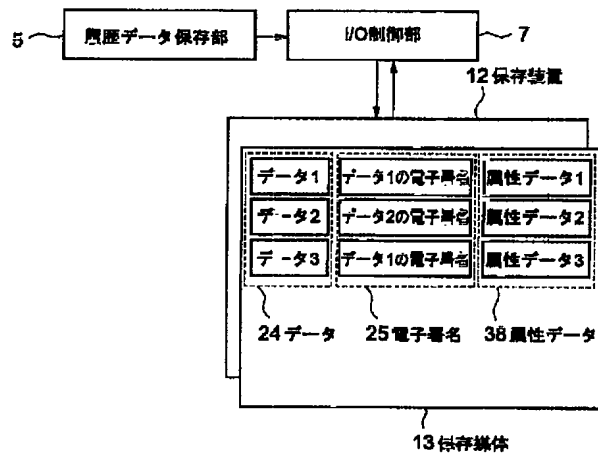 履歴データ保存部
I/O制御部
7
12 保存装置
データ1 データ1の電子署名 属性データ1
データ2 データ2の電子署名 属性データ2
データ3 データ1の電子署名 属性データ3
24 データ 25 電子署名 38 属性データ
13 保存媒体